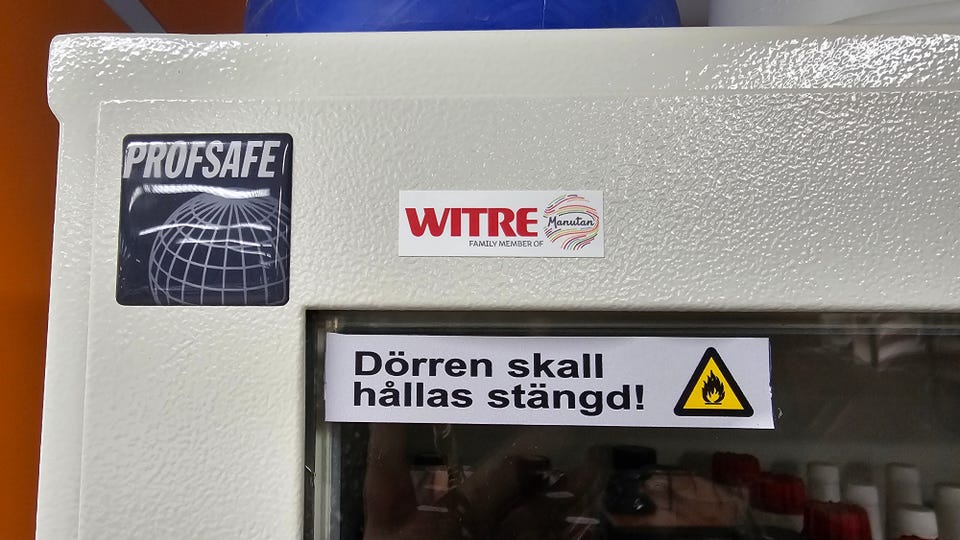 PROFSAFE
WITRE
Manutan
FAMILY MEMBER OF
Dörren skall
hållas stängd!